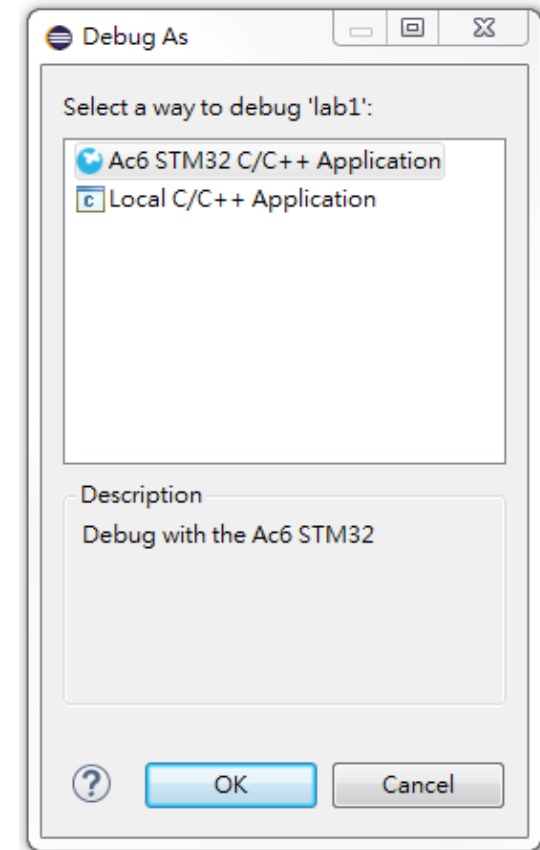 Debug As
Select a way to debug 'lab1':
Ac6 STM32 C/C++ Application
c Local C/C++ Application
Description
Debug with the Ac6 STM32
? OK Cancel